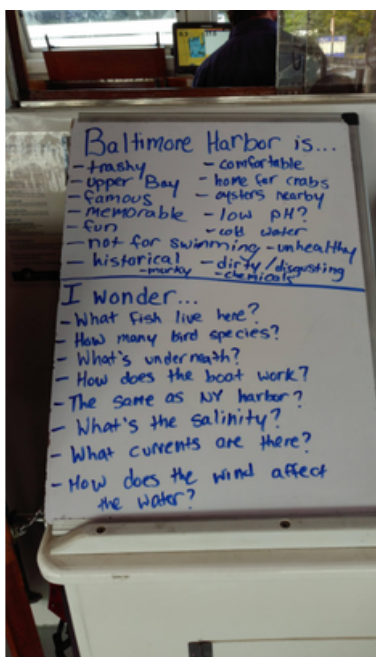 Baltimore Harbor is...
- trashy
- Upper Bay
- famous
- memorable
- fun
- not for swimming
- historical
- murky
- comfortable
- home for crabs
- oysters nearby
- low pH?
- cold water
- unhealthy
- dirty/disgusting
- chemicals
I wonder...
- What fish live here?
- How many bird species?
- What's underneath?
- How does the boat work?
- The same as NY harbor?
- What's the salinity?
- What currents are there?
- How does the wind affect
the water?